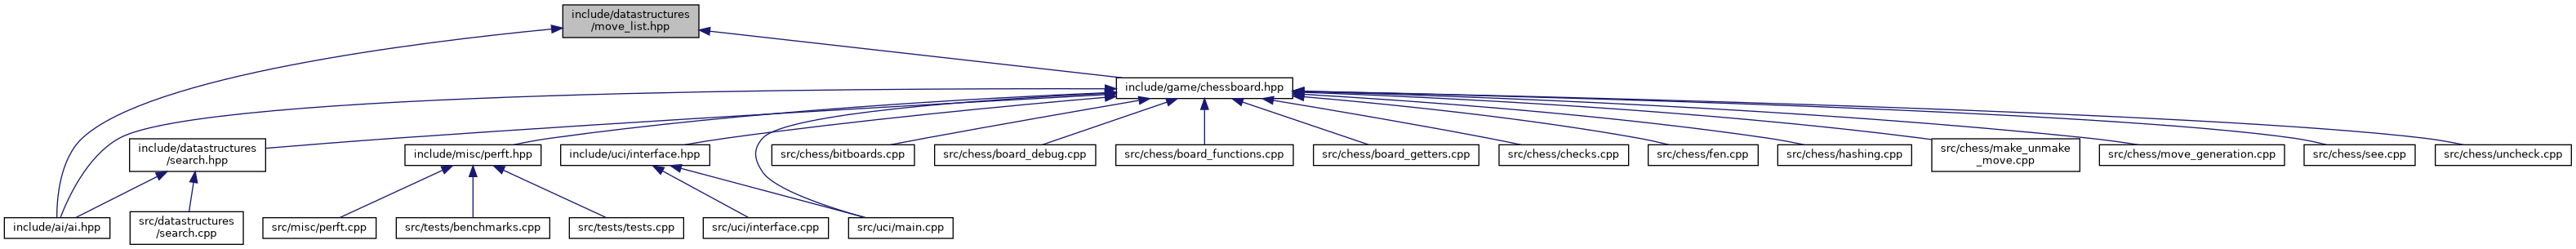 include/datastructures
/move_list.hpp
include/game/chessboard.hpp
include/datastructures
/search.hpp
include/misc/perft.hpp
include/uci/interface.hpp
src/chess/bitboards.cpp
src/chess/board_debug.cpp
src/chess/board_functions.cpp
src/chess/board_getters.cpp
src/chess/checks.cpp
src/chess/fen.cpp
src/chess/hashing.cpp
src/chess/make_unmake
_move.cpp
src/chess/move_generation.cpp
src/chess/see.cpp
src/chess/uncheck.cpp
include/ai/ai.hpp
src/datastructures
/search.cpp
src/misc/perft.cpp
src/tests/benchmarks.cpp
src/tests/tests.cpp
src/uci/interface.cpp
src/uci/main.cpp